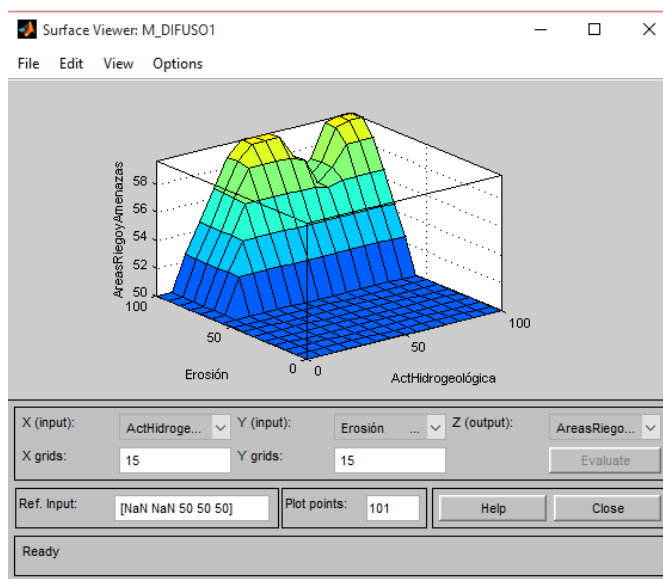 Surface Viewer: M_DIFUSO1
File Edit View Options
AreasRiegoyAmenazas
58
56
54
52
50
100
50
0
0
50
100
Erosión
ActHidrogeológica
X (input): ActHidroge... Y (input): Erosión ... Z (output): AreasRiego...
X grids: 15 Y grids: 15 Evaluate
Ref. Input: [NaN NaN 50 50 50] Plot points: 101 Help Close
Ready